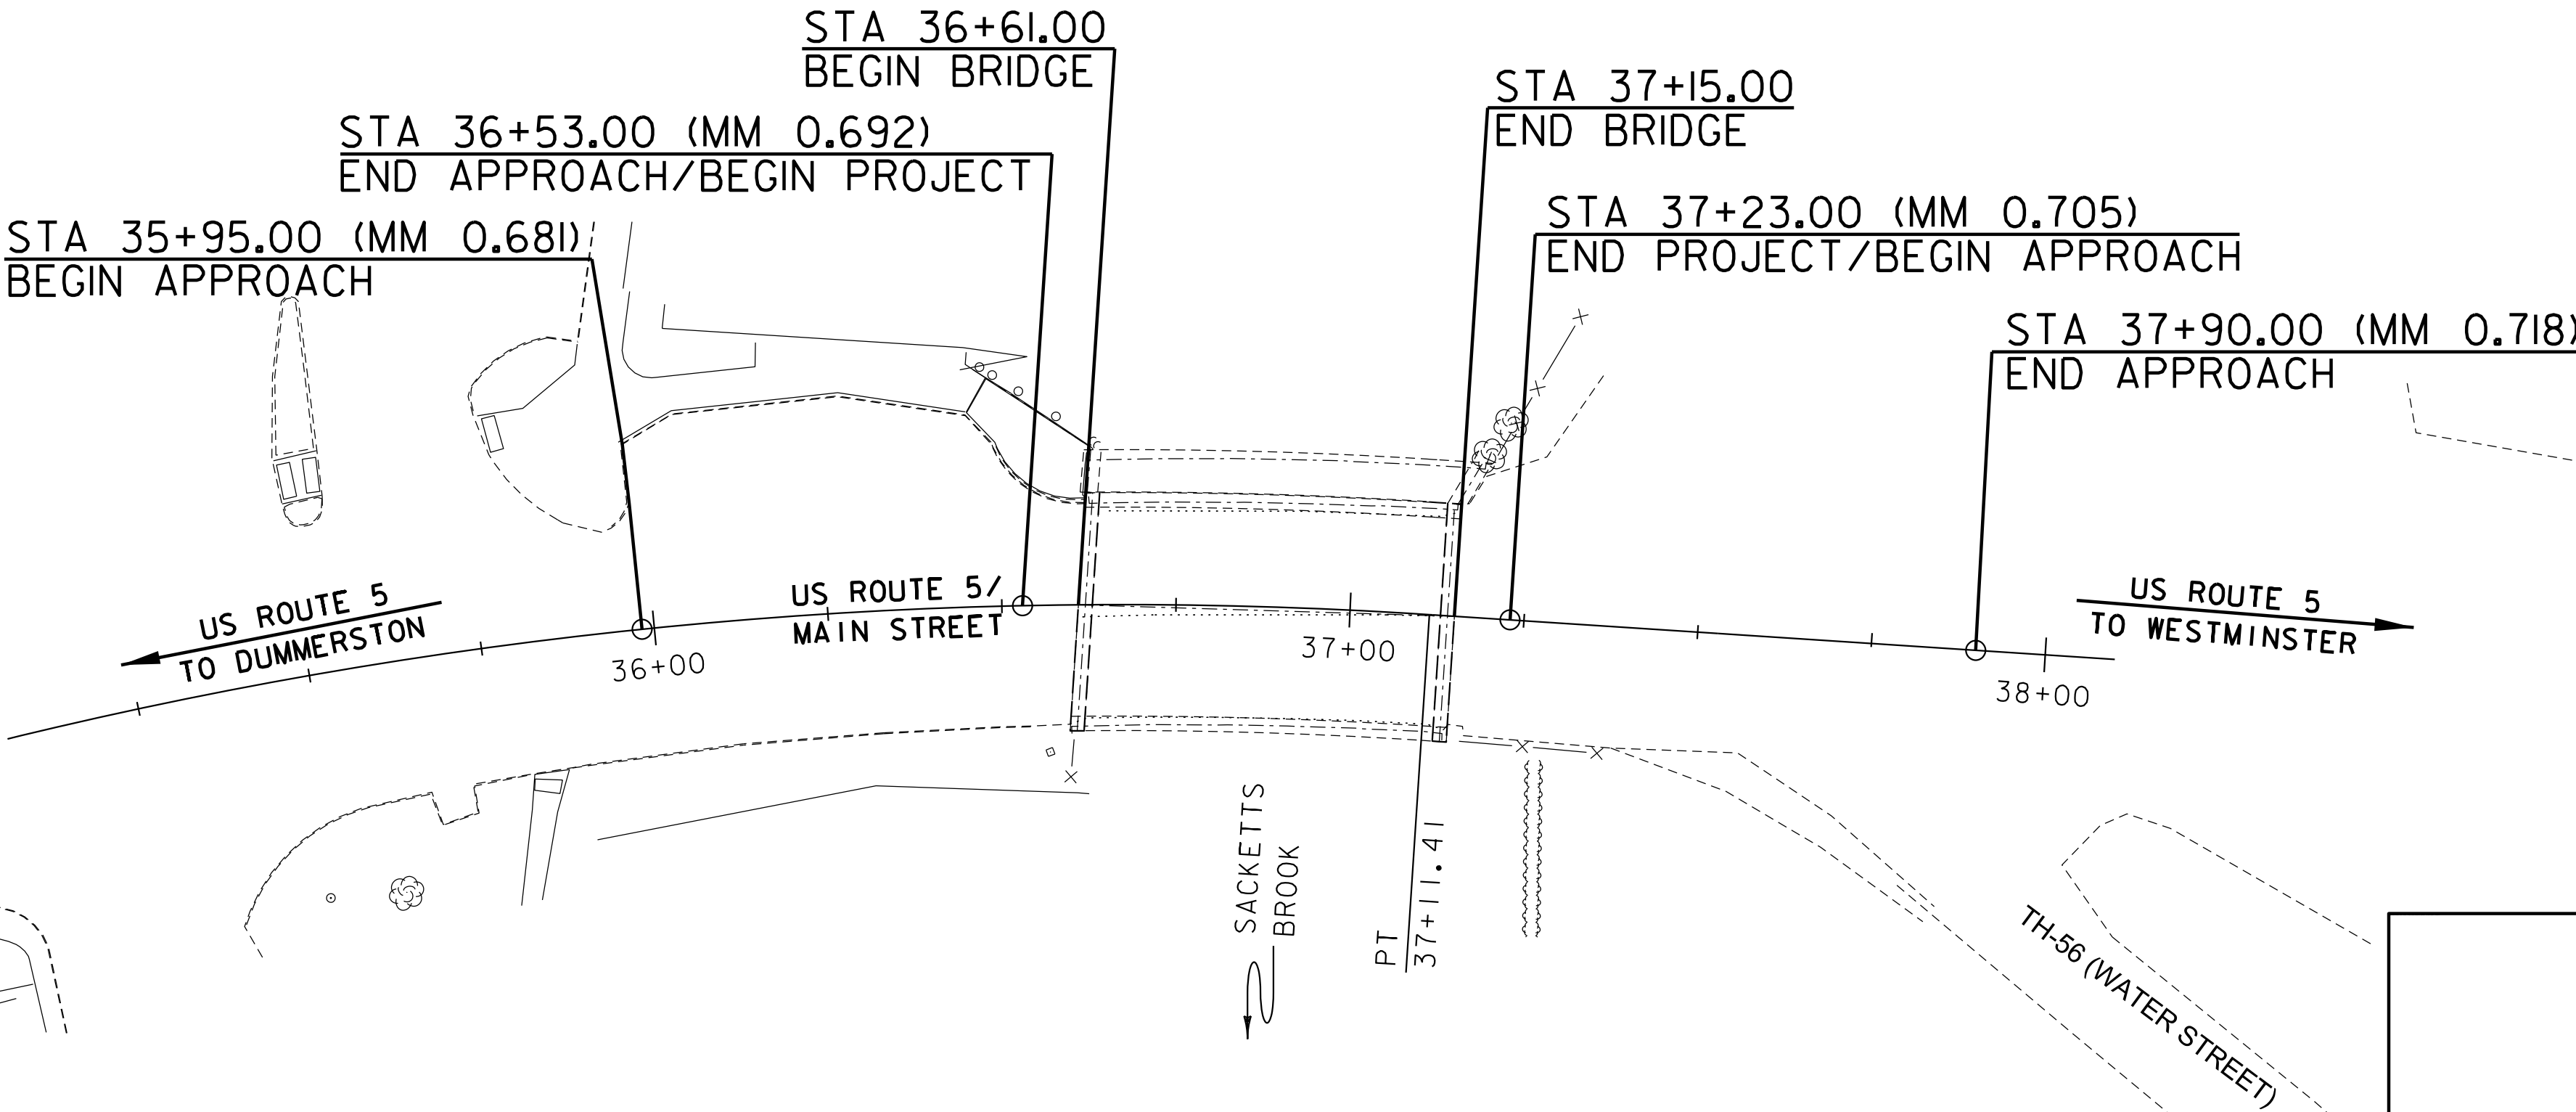 STA 36+61.00
BEGIN BRIDGE
STA 37+15.00
END BRIDGE
STA 36+53.00 (MM 0.692)
END APPROACH/BEGIN PROJECT
STA 37+23.00 (MM 0.705)
END PROJECT/BEGIN APPROACH
STA 35+95.00 (MM 0.681)
BEGIN APPROACH
STA 37+90.00 (MM 0.718)
END APPROACH
US ROUTE 5
TO DUMMERSTON
US ROUTE 5/
MAIN STREET
US ROUTE 5
TO WESTMINSTER
36+00
37+00
38+00
SACKETTS
BROOK
PT
37+11.41
TH-56 (WATER STREET)